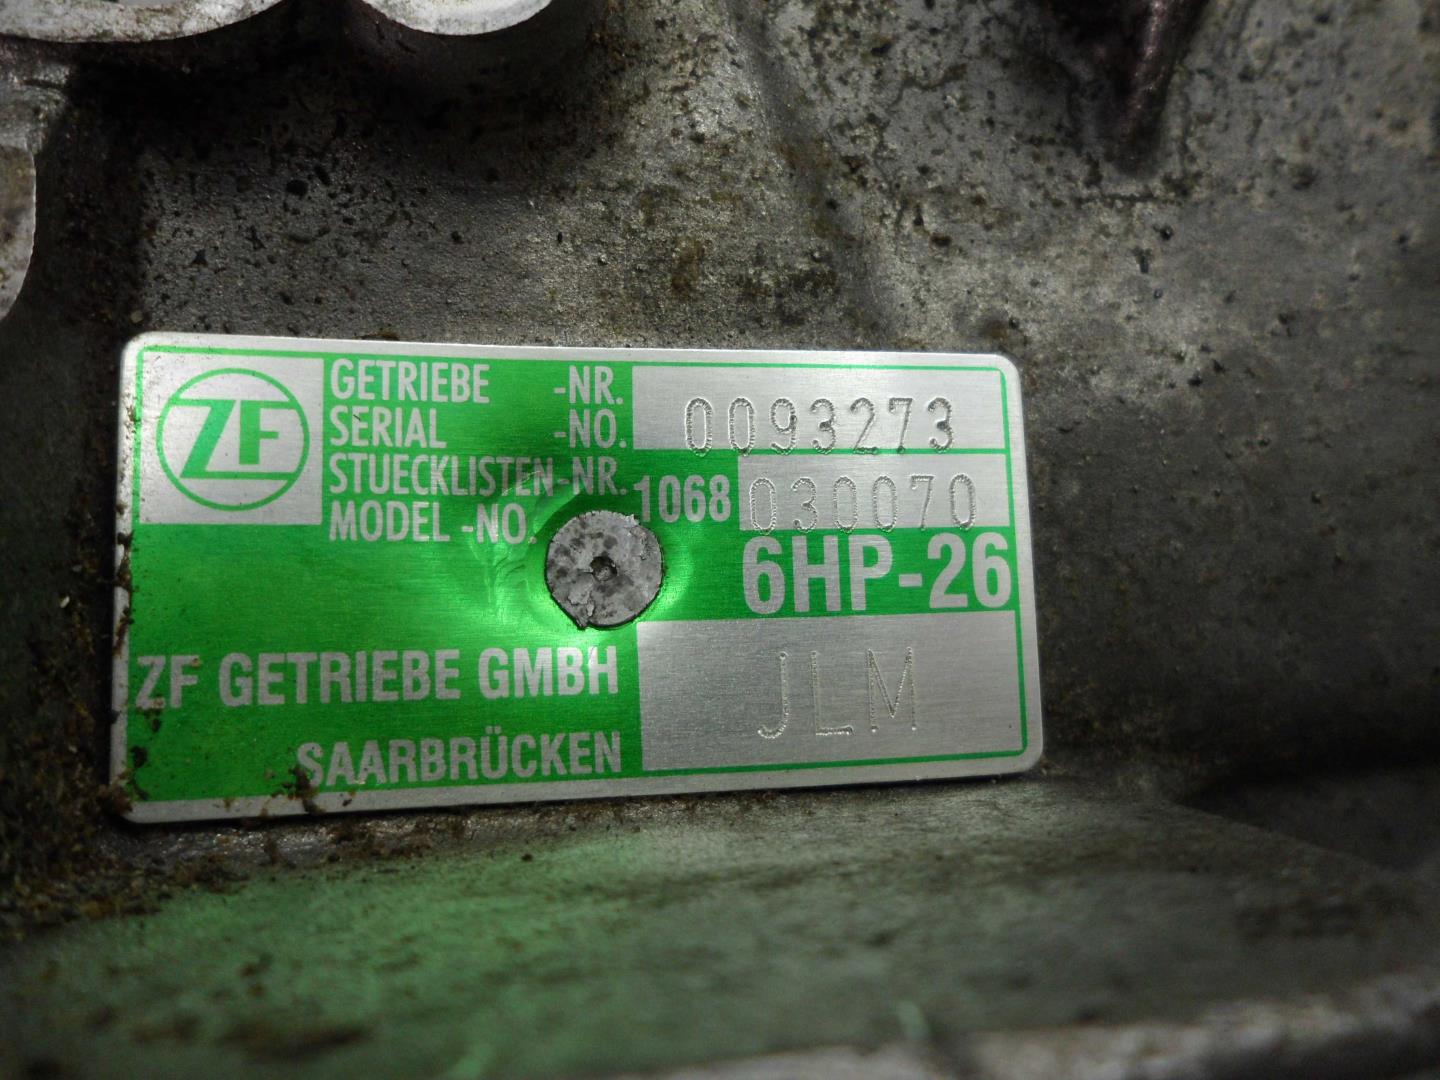 ZF
GETRIEBE -NR.
SERIAL -NO. 0093273
STUECKLISTEN-NR. 1068 030070
MODEL -NO.
6HP-26
ZF GETRIEBE GMBH
SAARBRÜCKEN
JLM